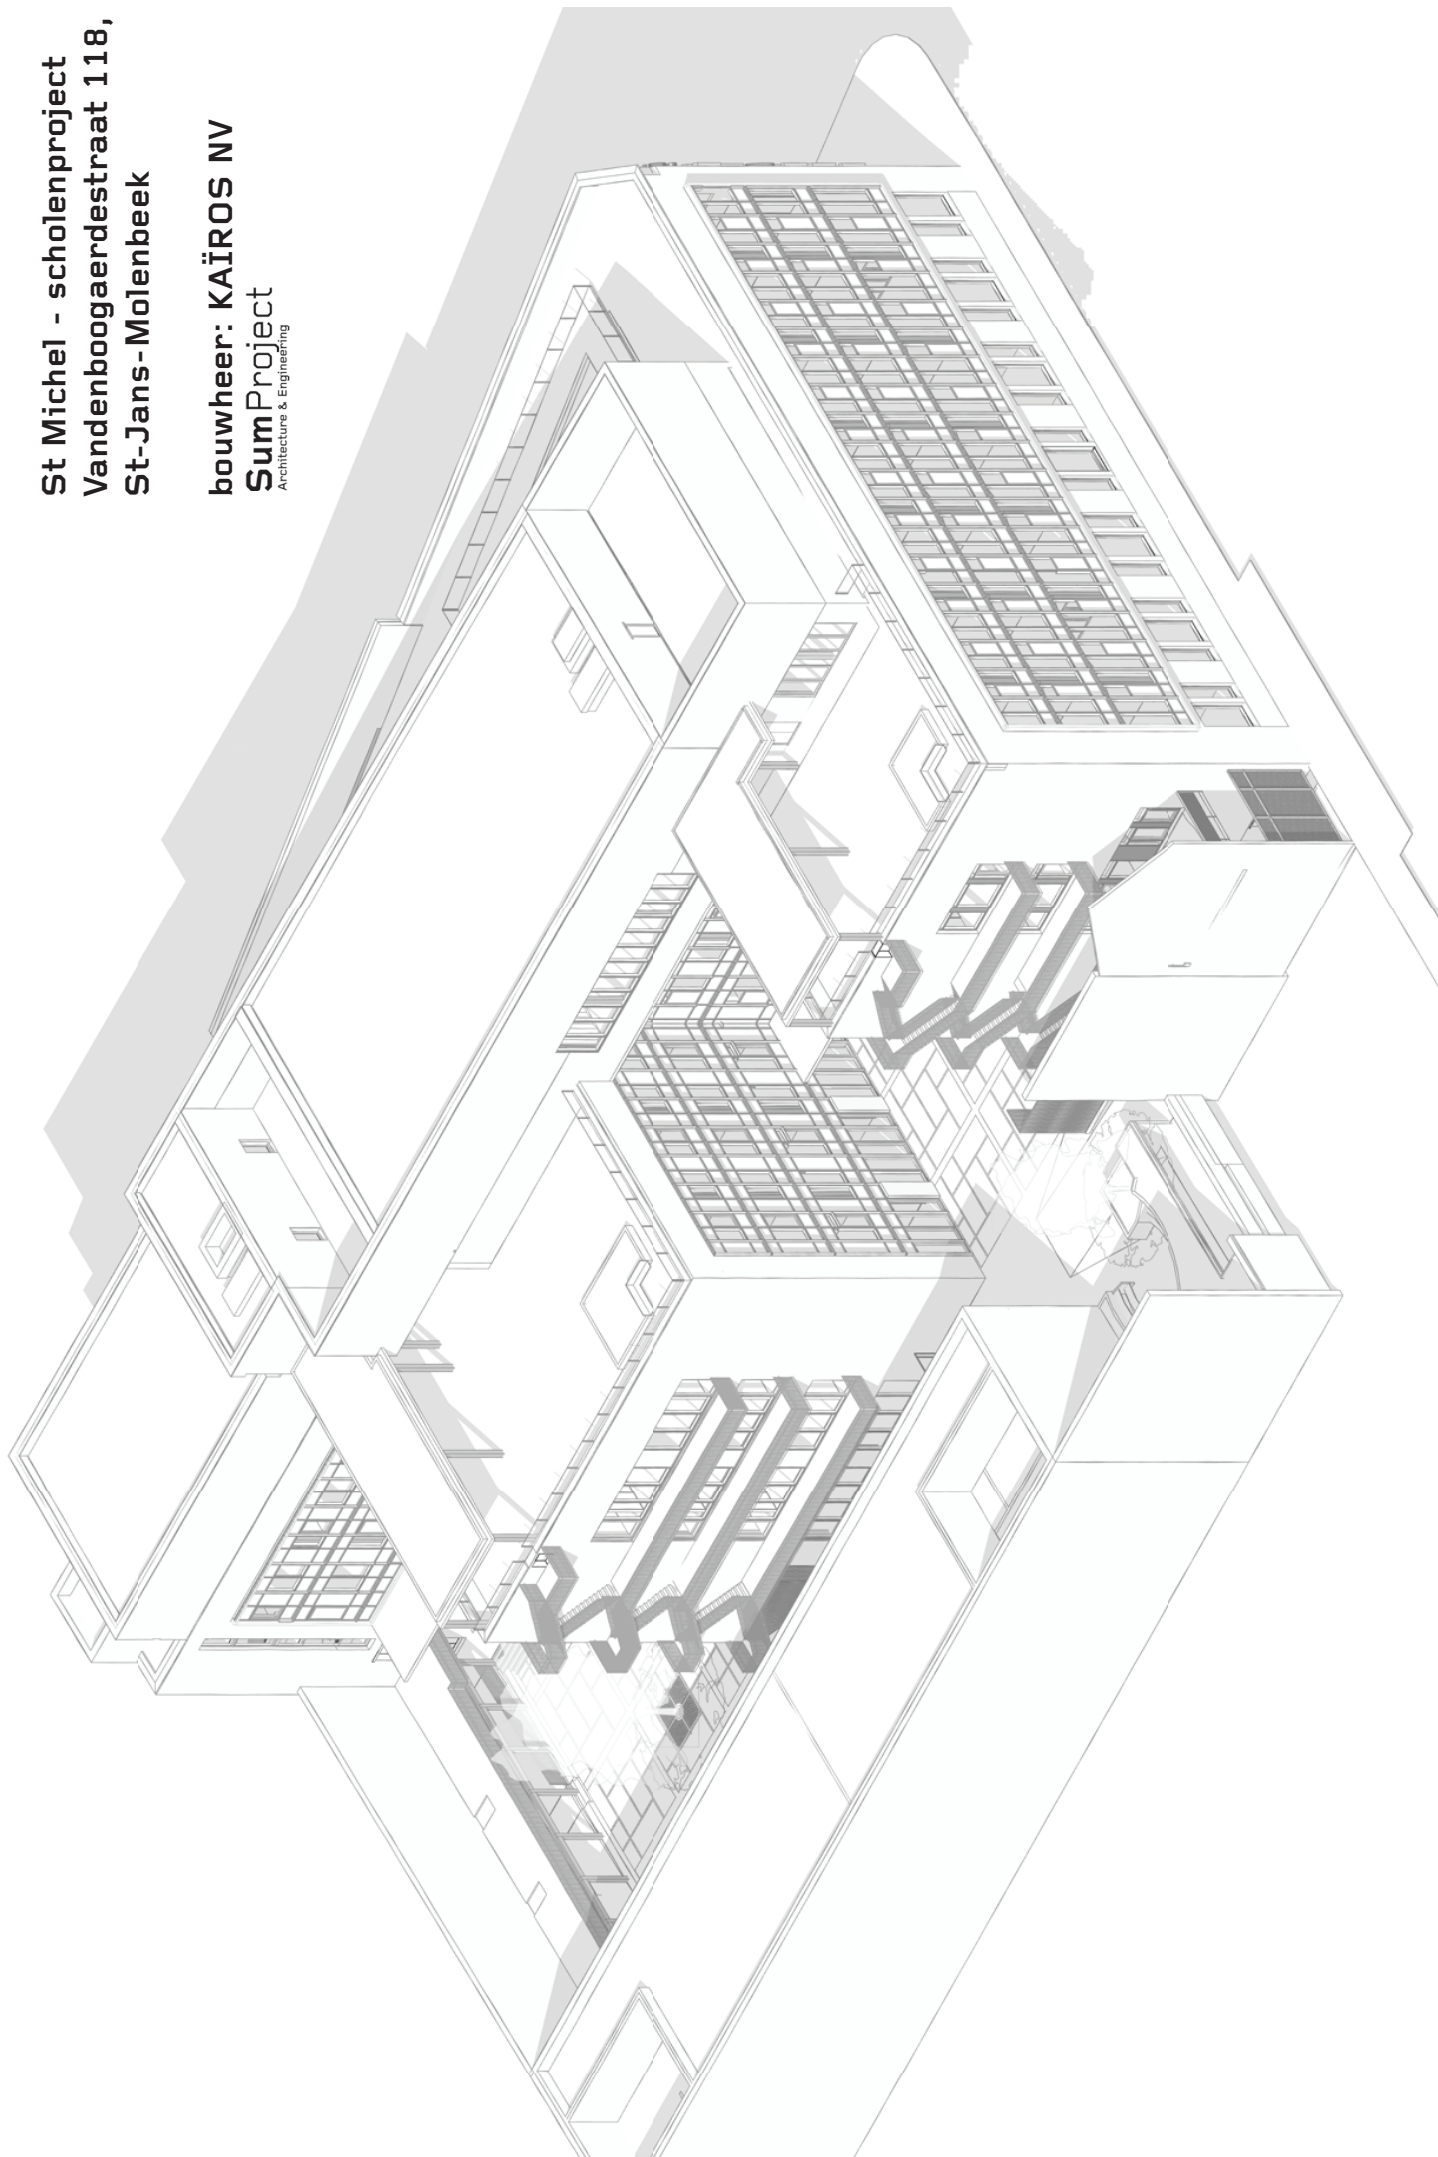 St Michel - scholenproject
Vandenboogaerdestraat 118,
St-Jans-Molenbeek
bouwheer: KAÏROS NV
SumProject
Architecture & Engineering